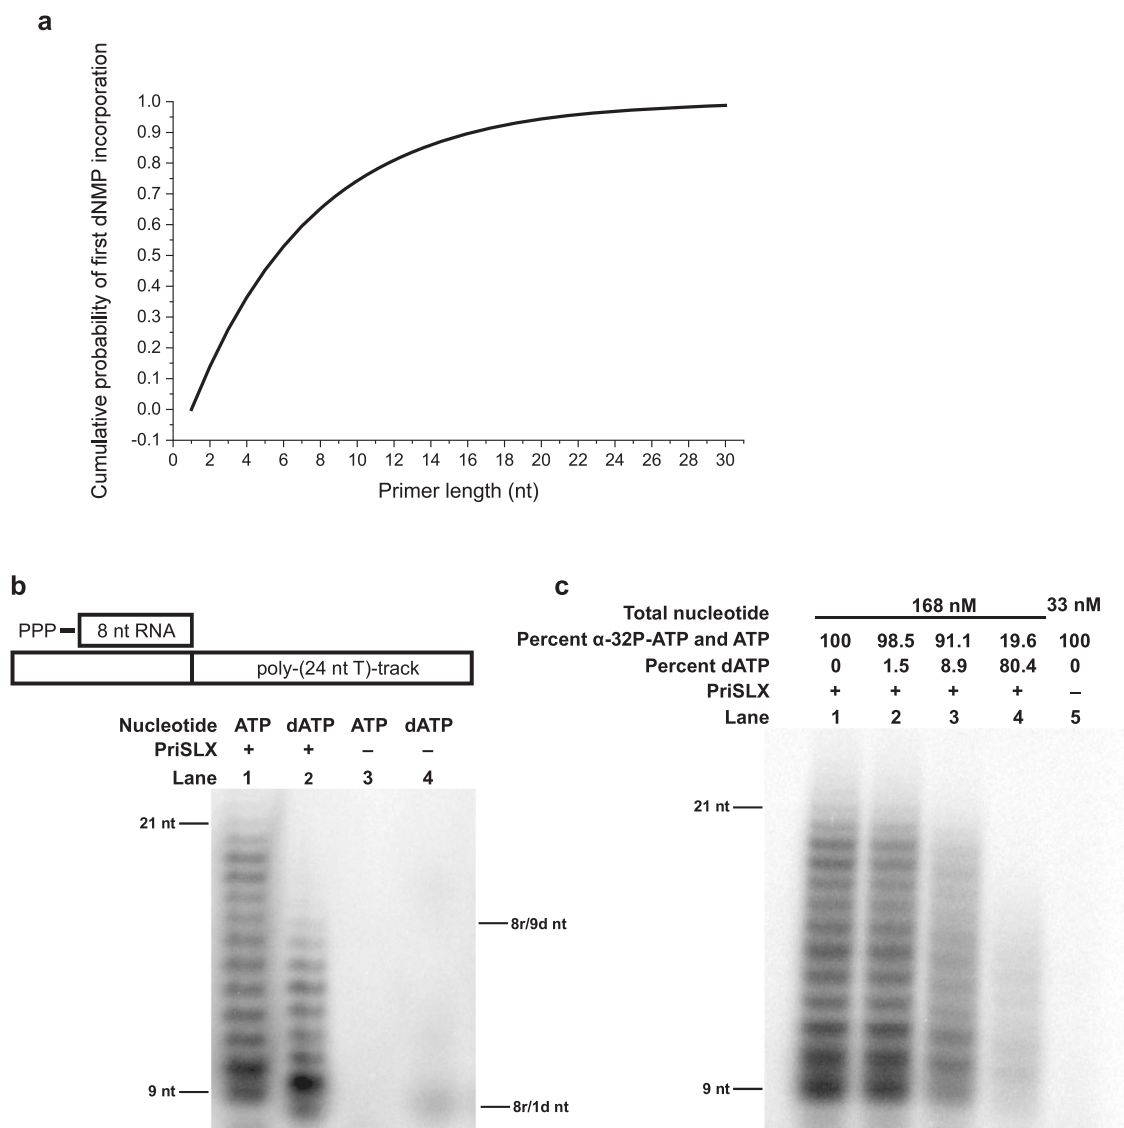 a
Cumulative probability of first dNMP incorporation
1.0
0.9
0.8
0.7
0.6
0.5
0.4
0.3
0.2
0.1
0.0
-0.1
0 2 4 6 8 10 12 14 16 18 20 22 24 26 28 30
Primer length (nt)
b
PPP 8 nt RNA
poly-(24 nt T)-track
Nucleotide ATP dATP ATP dATP
PriSLX + + – –
Lane 1 2 3 4
21 nt
8r/9d nt
9 nt
8r/1d nt
c
Total nucleotide 168 nM 33 nM
Percent α-32P-ATP and ATP 100 98.5 91.1 19.6 100
Percent dATP 0 1.5 8.9 80.4 0
PriSLX + + + + –
Lane 1 2 3 4 5
21 nt
9 nt